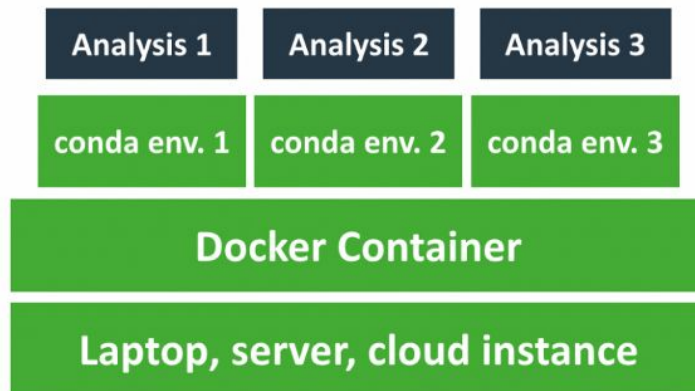 Analysis 1 Analysis 2 Analysis 3
conda env. 1 conda env. 2 conda env. 3
Docker Container
Laptop, server, cloud instance